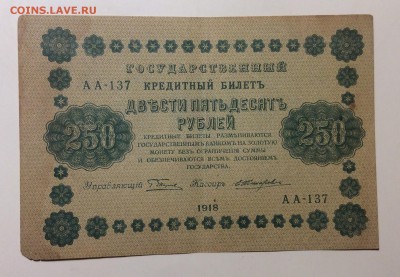 COINS.LAVE.RU
ГОСУДАРСТВЕННЫЙ
КРЕДИТНЫЙ БИЛЕТЪ
АА-137
ДВѢСТИ ПЯТЬДЕСЯТЪ
РУБЛЕЙ
250
250
КРЕДИТНЫЕ БИЛЕТЫ РАЗМѢНИВАЮТСЯ
ГОСУДАРСТВЕННЫМЪ БАНКОМЪ НА ЗОЛОТУЮ
МОНЕТУ БЕЗЪ ОГРАНИЧЕНІЯ СУММЫ
И ОБЕЗПЕЧИВАЮТСЯ ВСѢМЪ ДОСТОЯНІЕМЪ
ГОСУДАРСТВА.
Управляющій
Кассиръ
АА-137
1918